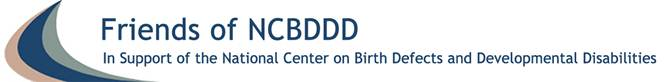 Friends of NCBDDD
In Support of the National Center on Birth Defects and Developmental Disabilities